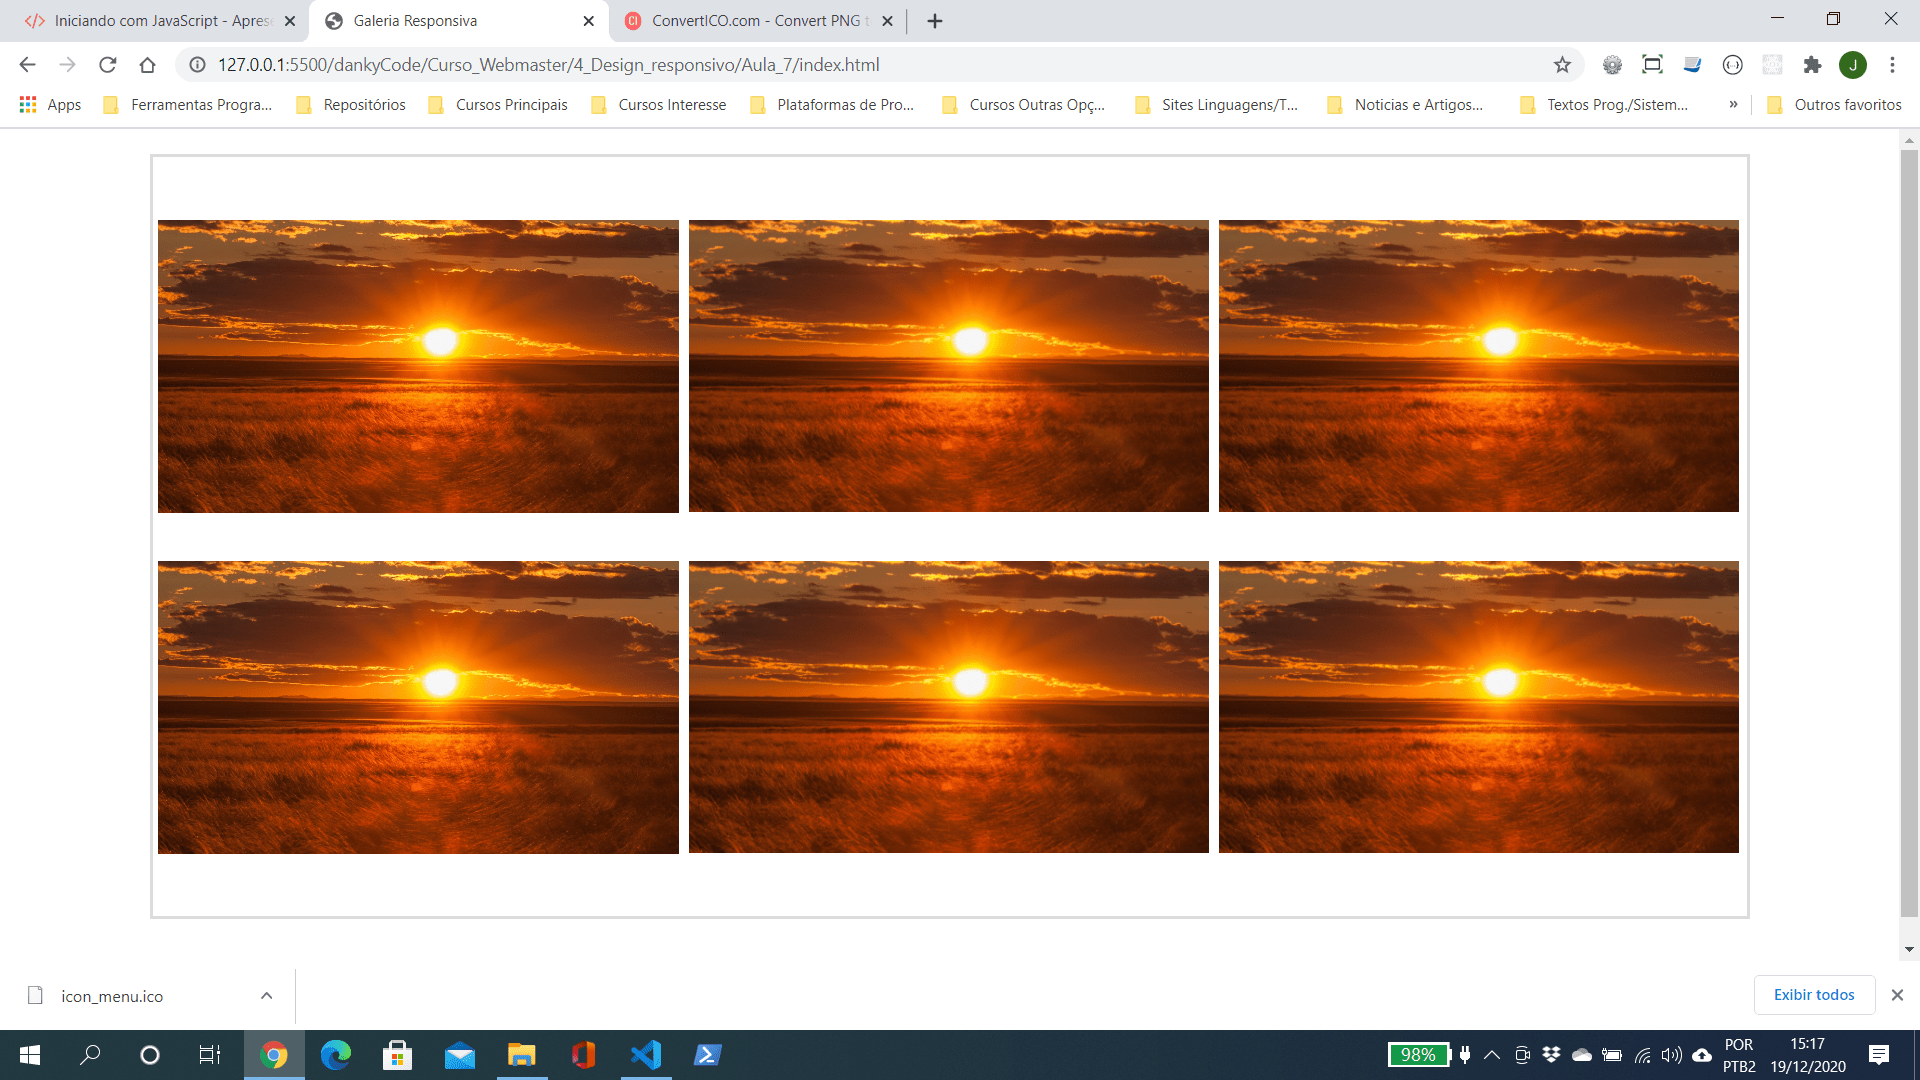 Iniciando com JavaScript - Aprese
Galeria Responsiva
ConvertICO.com - Convert PNG t
127.0.0.1:5500/dankyCode/Curso_Webmaster/4_Design_responsivo/Aula_7/index.html
J
Apps
Ferramentas Progra...
Repositórios
Cursos Principais
Cursos Interesse
Plataformas de Pro...
Cursos Outras Opç...
Sites Linguagens/T...
Noticias e Artigos...
Textos Prog./Sistem...
»
Outros favoritos
icon_menu.ico
Exibir todos
98%
POR
PTB2
15:17
19/12/2020